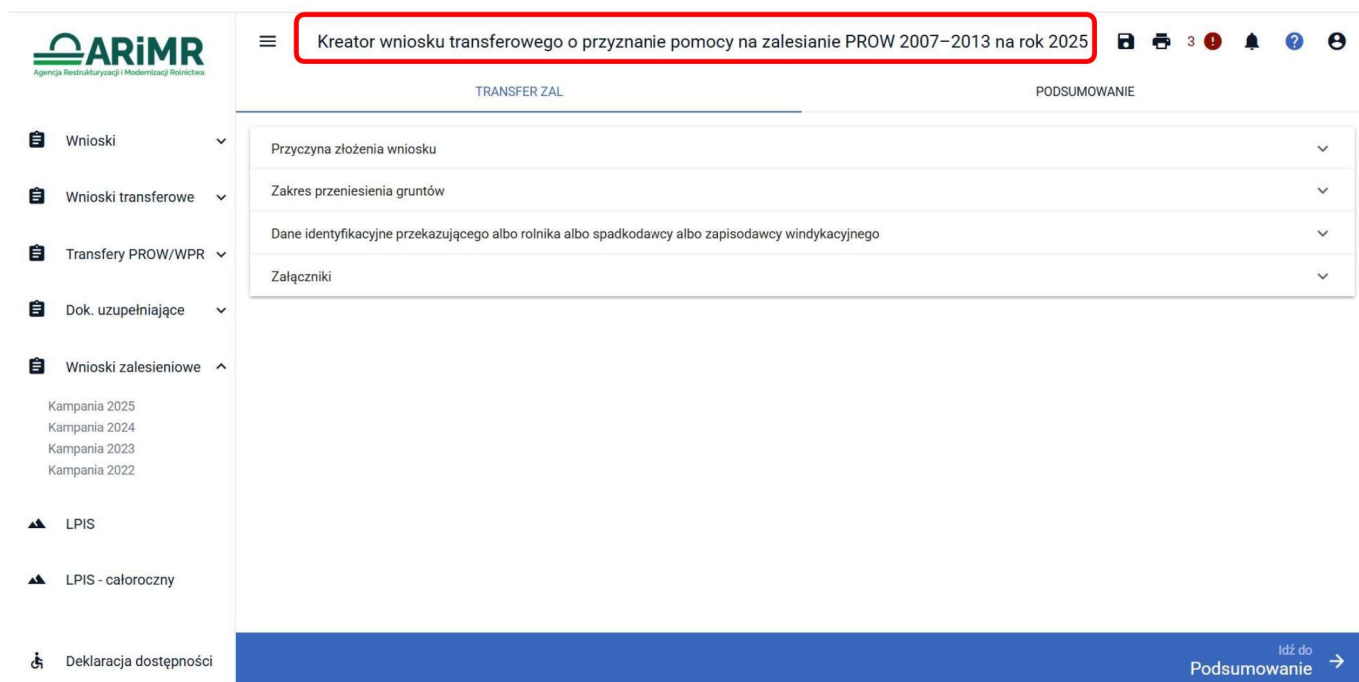 ARiMR
Agencja Restrukturyzacji i Modernizacji Rolnictwa
Kreator wniosku transferowego o przyznanie pomocy na zalesianie PROW 2007–2013 na rok 2025
3
TRANSFER ZAL
PODSUMOWANIE
Wnioski
Wnioski transferowe
Transfery PROW/WPR
Dok. uzupełniające
Wnioski zalesieniowe
Kampania 2025
Kampania 2024
Kampania 2023
Kampania 2022
LPIS
LPIS - całoroczny
Deklaracja dostępności
Przyczyna złożenia wniosku
Zakres przeniesienia gruntów
Dane identyfikacyjne przekazującego albo rolnika albo spadkodawcy albo zapisodawcy windykacyjnego
Załączniki
Idź do
Podsumowanie